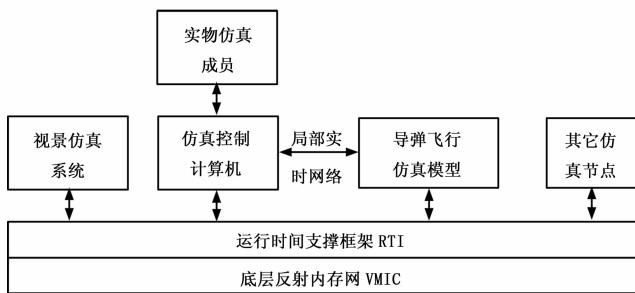 实物仿真
成员
视景仿真
系统
仿真控制
计算机
局部实
时网络
导弹飞行
仿真模型
其它仿
真节点
运行时间支撑框架 RTI
底层反射内存网 VMIC